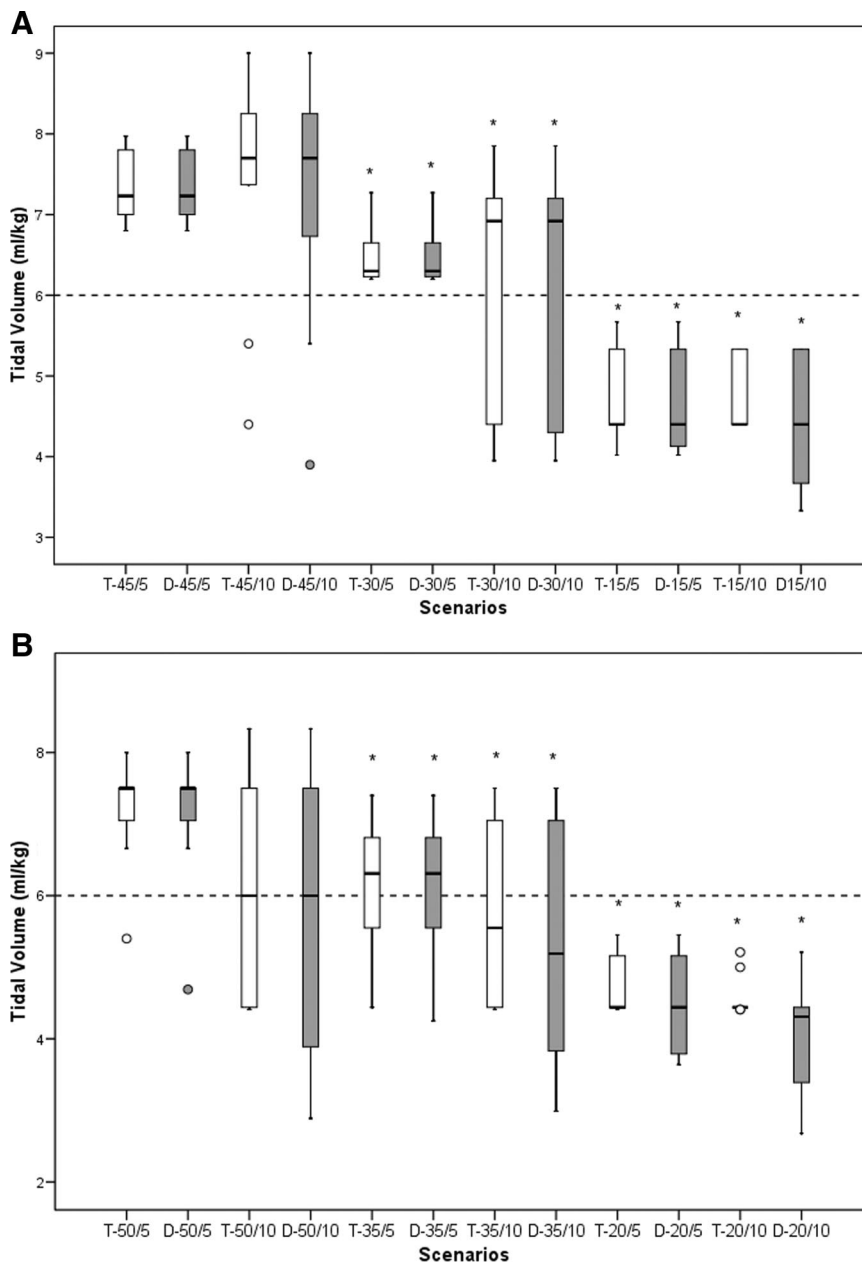 A
Tidal Volume (ml/kg)
9
8
7
6
5
4
3
* * * * * * * *
T-45/5 D-45/5 T-45/10 D-45/10 T-30/5 D-30/5 T-30/10 D-30/10 T-15/5 D-15/5 T-15/10 D15/10
Scenarios
B
Tidal Volume (ml/kg)
8
6
4
2
* * * * * * * *
T-50/5 D-50/5 T-50/10 D-50/10 T-35/5 D-35/5 T-35/10 D-35/10 T-20/5 D-20/5 T-20/10 D-20/10
Scenarios